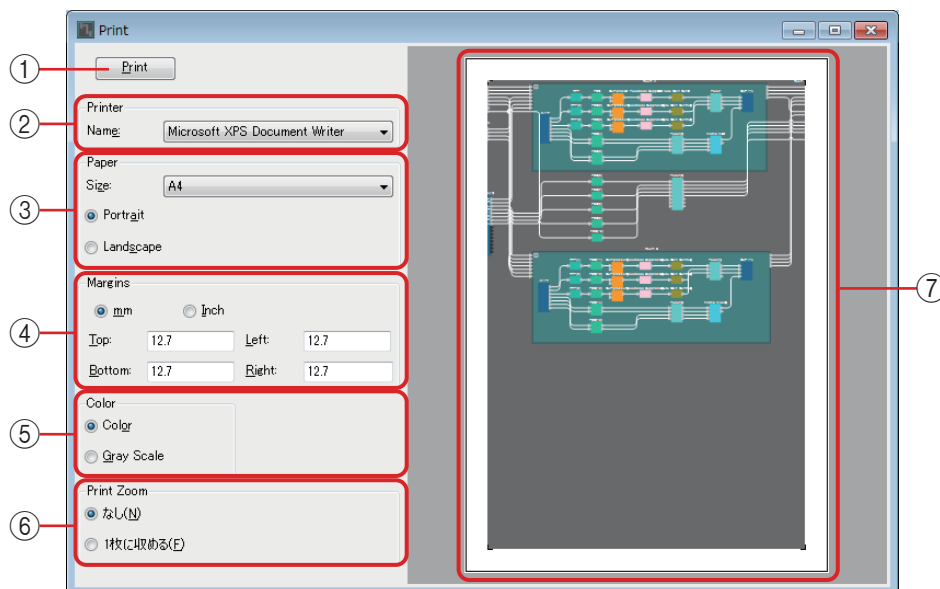 Print
① Print
② Printer
Name: Microsoft XPS Document Writer
③ Paper
Size: A4
Portrait
Landscape
④ Margins
mm Inch
Top: 12.7 Left: 12.7
Bottom: 12.7 Right: 12.7
⑤ Color
Color
Gray Scale
⑥ Print Zoom
なし(N)
1枚に収める(F)
⑦